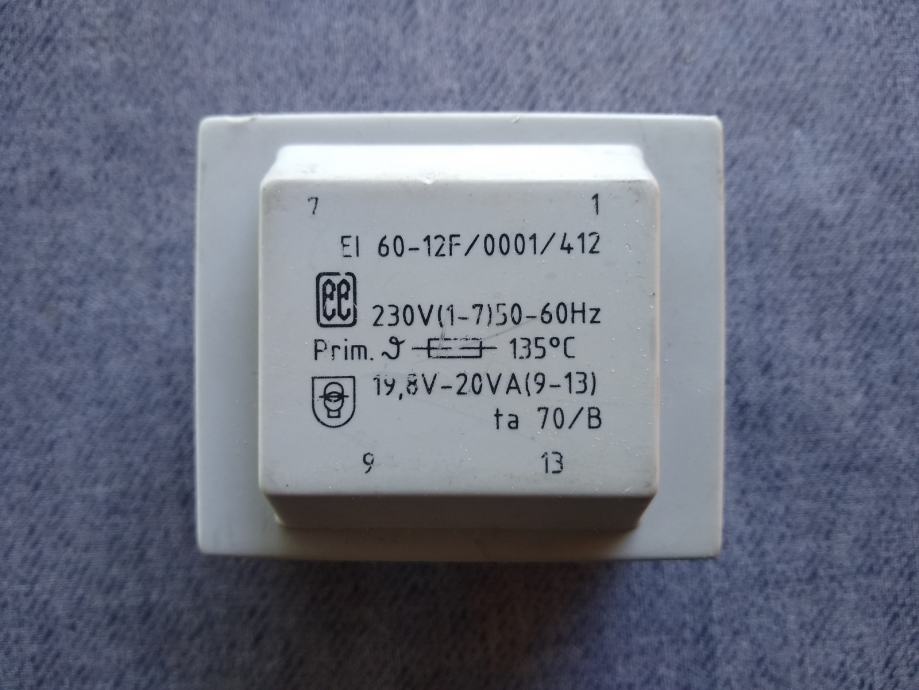 7 1
EI 60-12F/0001/412
230V(1-7)50-60Hz
Prim. ϑ 135°C
19,8V-20VA(9-13)
ta 70/B
9 13